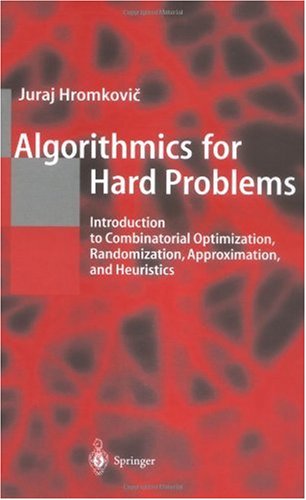 Juraj Hromkovič
Algorithmics for
Hard Problems
Introduction
to Combinatorial Optimization,
Randomization, Approximation,
and Heuristics
Springer